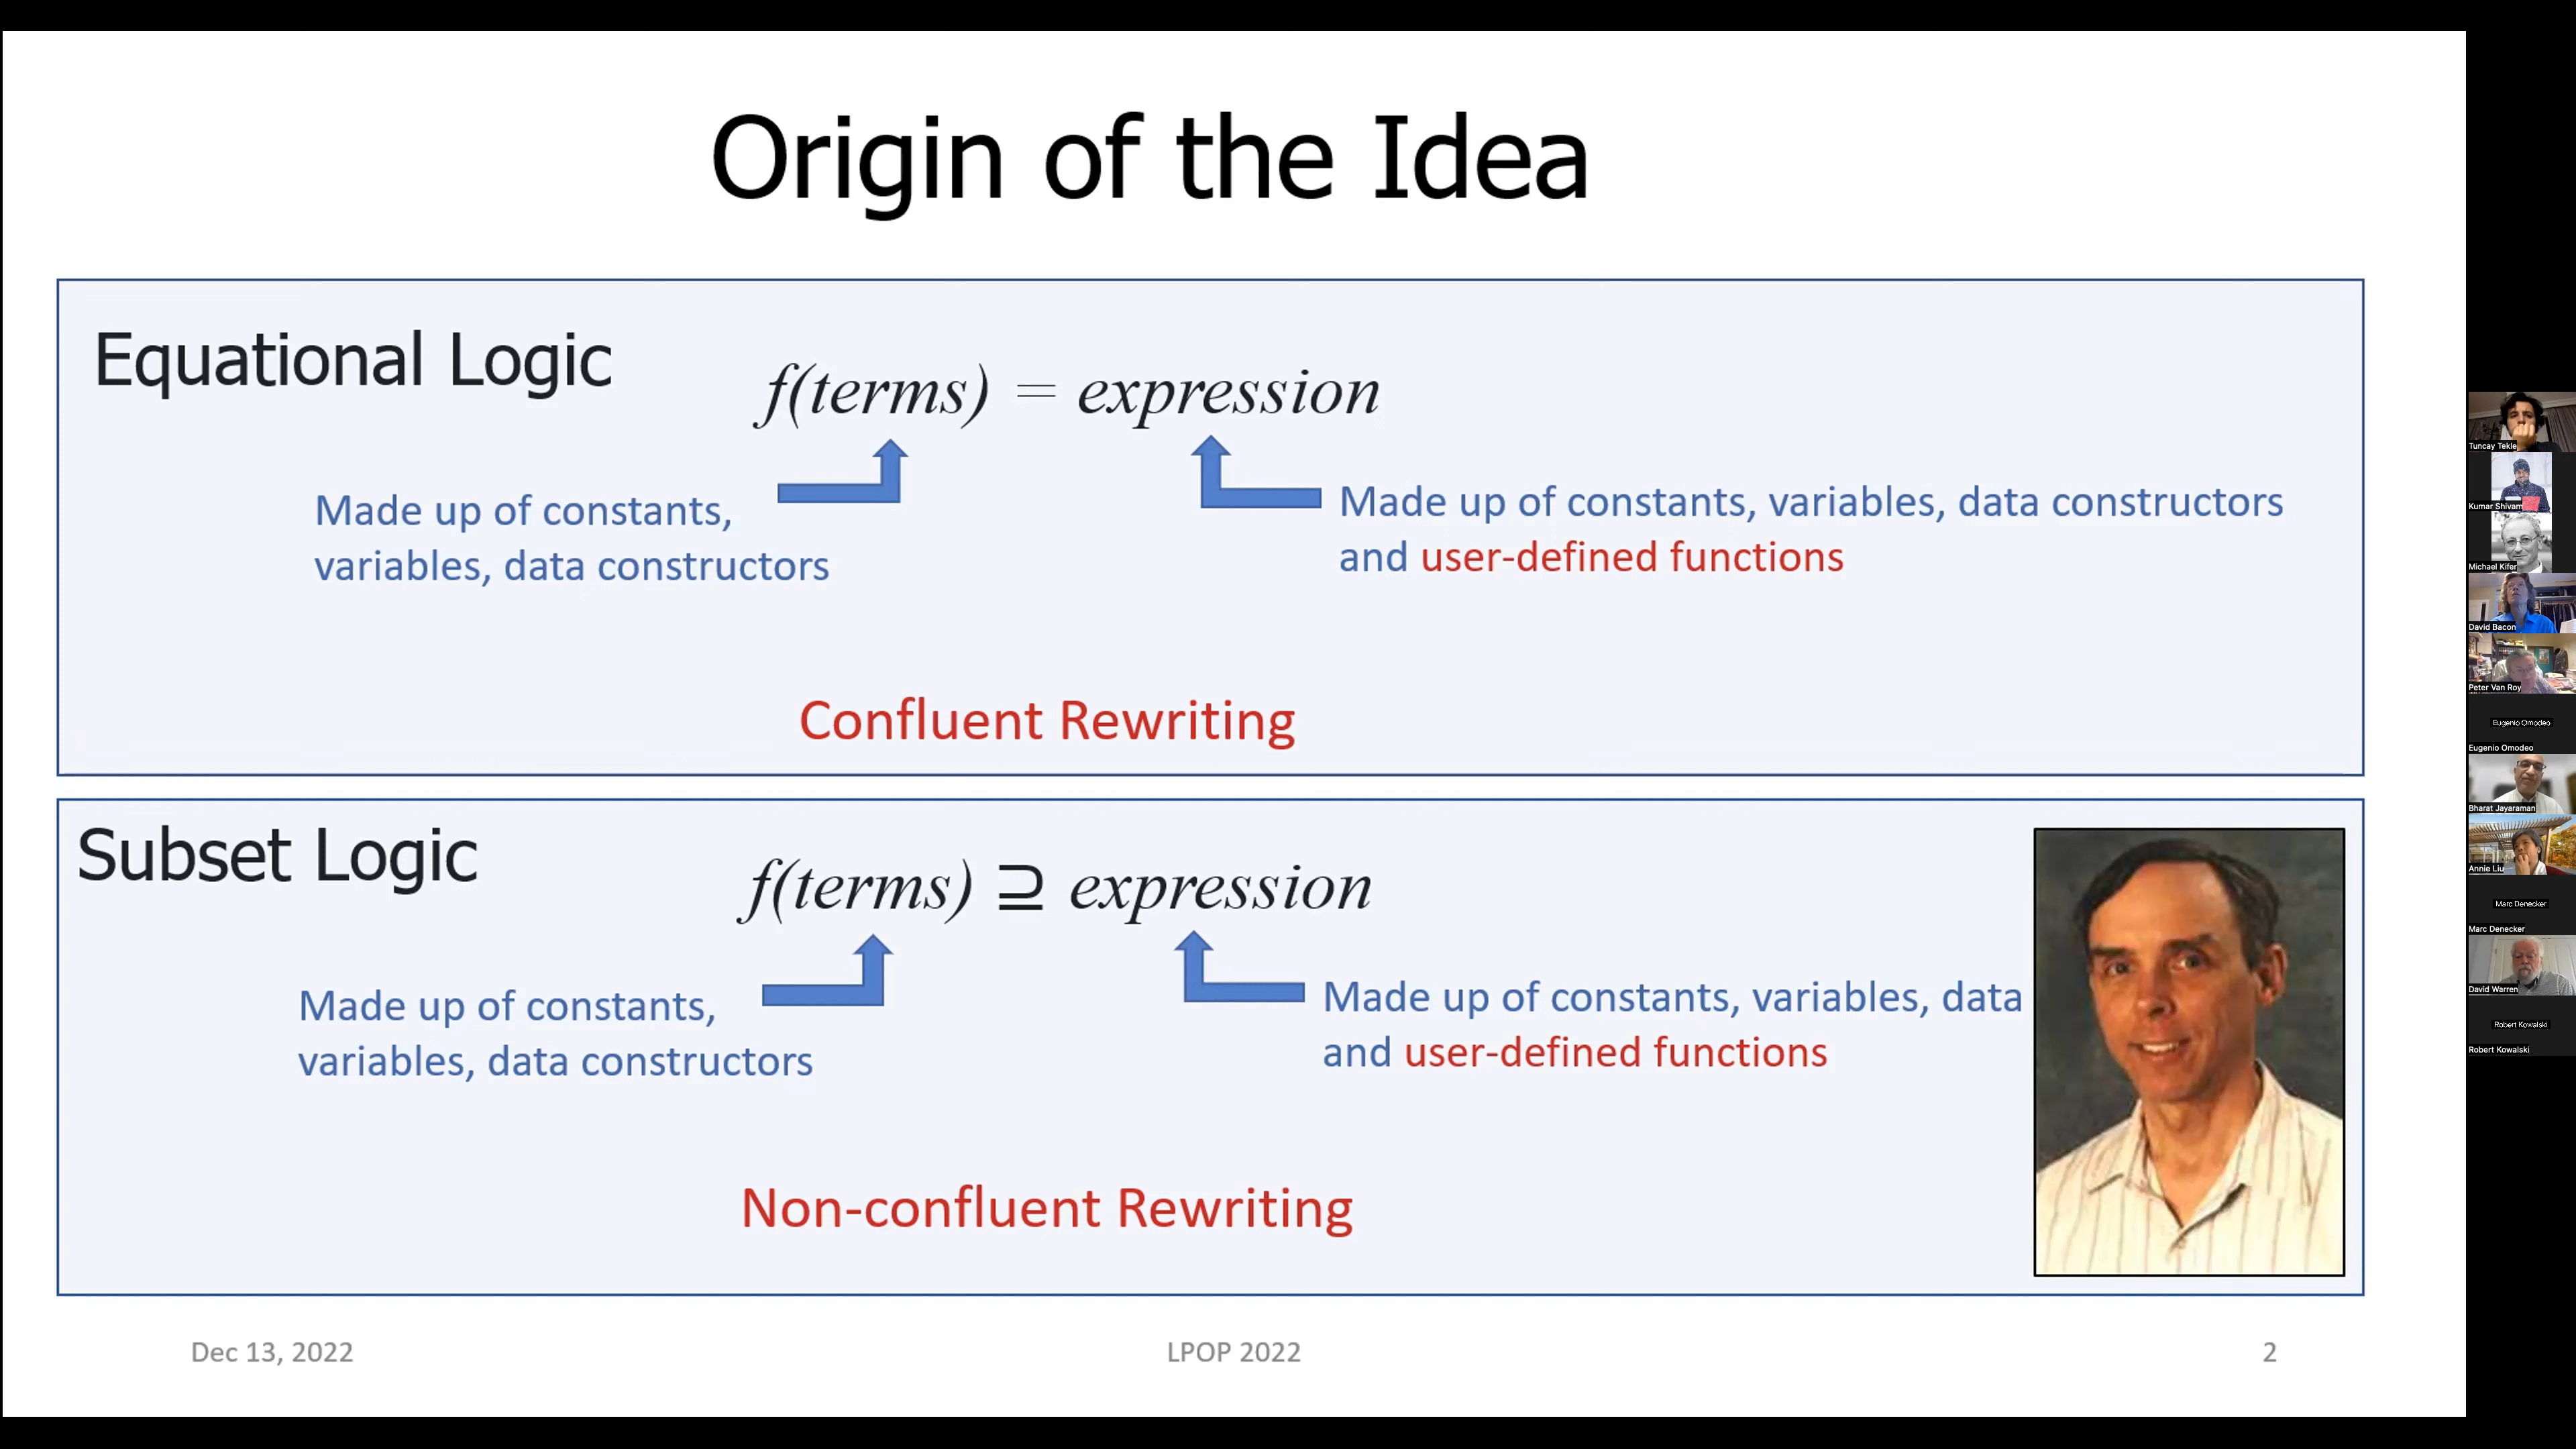 Origin of the Idea
Equational Logic
f(terms) = expression
Made up of constants,
variables, data constructors
Made up of constants, variables, data constructors
and user-defined functions
Confluent Rewriting
Subset Logic
f(terms) ⊇ expression
Made up of constants,
variables, data constructors
Made up of constants, variables, data
and user-defined functions
Non-confluent Rewriting
Dec 13, 2022
LPOP 2022
2
Tuncay Tekle
Kumar Shivam
Michael Kifer
David Bacon
Peter Van Roy
Eugenio Omodeo
Eugenio Omodeo
Bharat Jayaraman
Annie Liu
Marc Denecker
Marc Denecker
David Warren
Robert Kowalski
Robert Kowalski